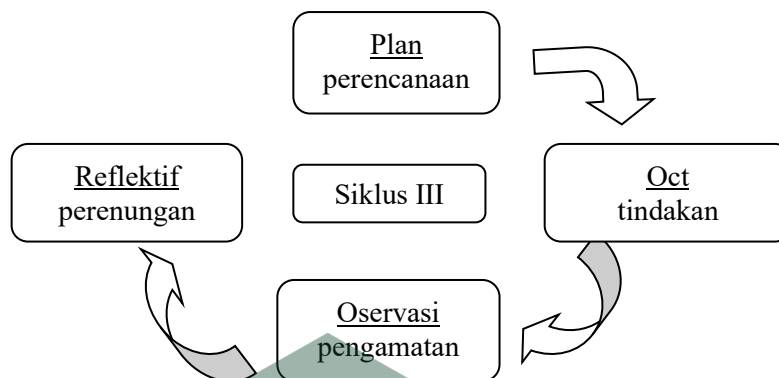 Plan
perencanaan
Reflektif
perenungan
Siklus III
Oct
tindakan
Oservasi
pengamatan